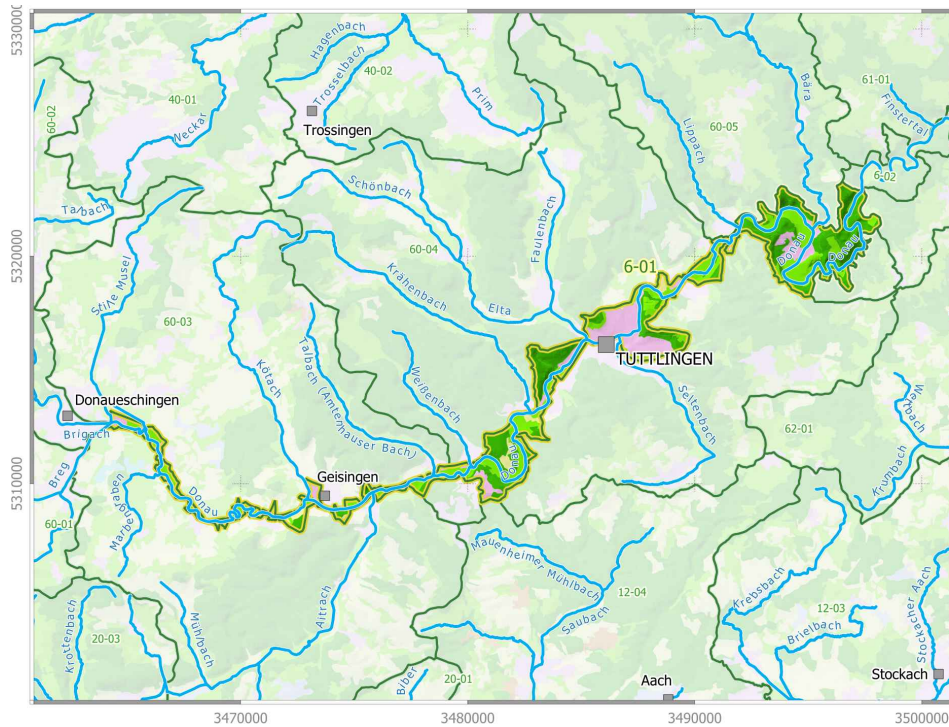 5330000
5320000
5310000
3470000
3480000
3490000
3500000
Hagenbach
Trosselbach
40-02
40-01
60-02
Neckar
Prim
Trossingen
Lippach
60-05
Bära
61-01
Finstertal
6-02
Talbach
Schönbach
Faulenbach
60-04
Krähenbach
Elta
6-01
Donau
Donau
Stille Musel
60-03
Kötach
Talbach (Amtenhauser Bach)
Weißenbach
TUTTLINGEN
Seltenbach
Donaueschingen
Brigach
Breg
Geisingen
Donau
Donau
62-01
Krumbach
60-01
Mühlbach
Aitrach
Krottenbach
20-03
Mauenheimer Mühlbach
Saubach
12-04
Krebsbach
12-03
Brielbach
Stockacher Aach
Biber
20-01
Aach
Stockach